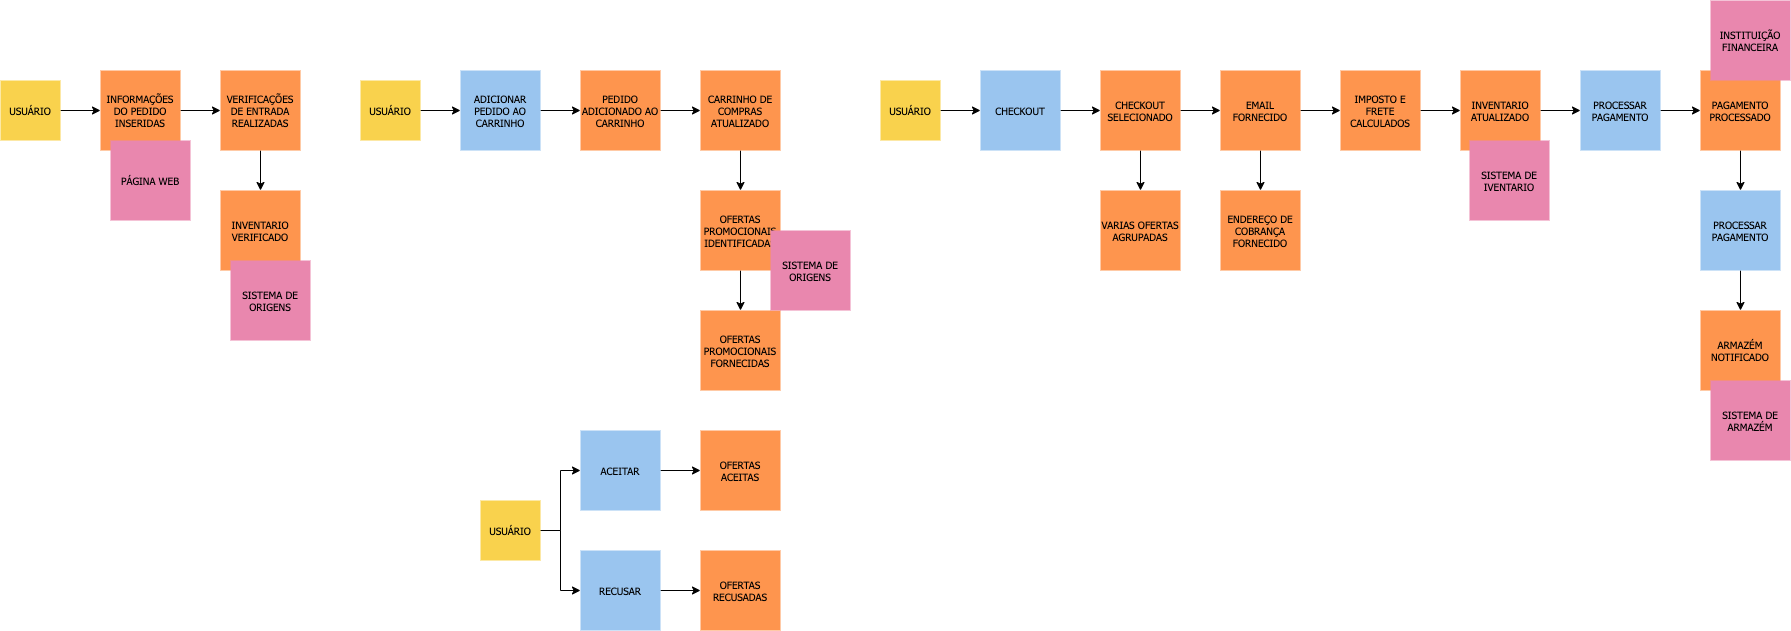 USUÁRIO
INFORMAÇÕES
DO PEDIDO
INSERIDAS
PÁGINA WEB
VERIFICAÇÕES
DE ENTRADA
REALIZADAS
INVENTARIO
VERIFICADO
SISTEMA DE
ORIGENS
USUÁRIO
ADICIONAR
PEDIDO AO
CARRINHO
PEDIDO
ADICIONADO AO
CARRINHO
CARRINHO DE
COMPRAS
ATUALIZADO
OFERTAS
PROMOCIONAIS
IDENTIFICADA
SISTEMA DE
ORIGENS
OFERTAS
PROMOCIONAIS
FORNECIDAS
USUÁRIO
ACEITAR
OFERTAS
ACEITAS
RECUSAR
OFERTAS
RECUSADAS
USUÁRIO
CHECKOUT
CHECKOUT
SELECIONADO
VARIAS OFERTAS
AGRUPADAS
EMAIL
FORNECIDO
ENDEREÇO DE
COBRANÇA
FORNECIDO
IMPOSTO E
FRETE
CALCULADOS
INVENTARIO
ATUALIZADO
SISTEMA DE
IVENTARIO
PROCESSAR
PAGAMENTO
INSTITUIÇÃO
FINANCEIRA
PAGAMENTO
PROCESSADO
PROCESSAR
PAGAMENTO
ARMAZÉM
NOTIFICADO
SISTEMA DE
ARMAZÉM